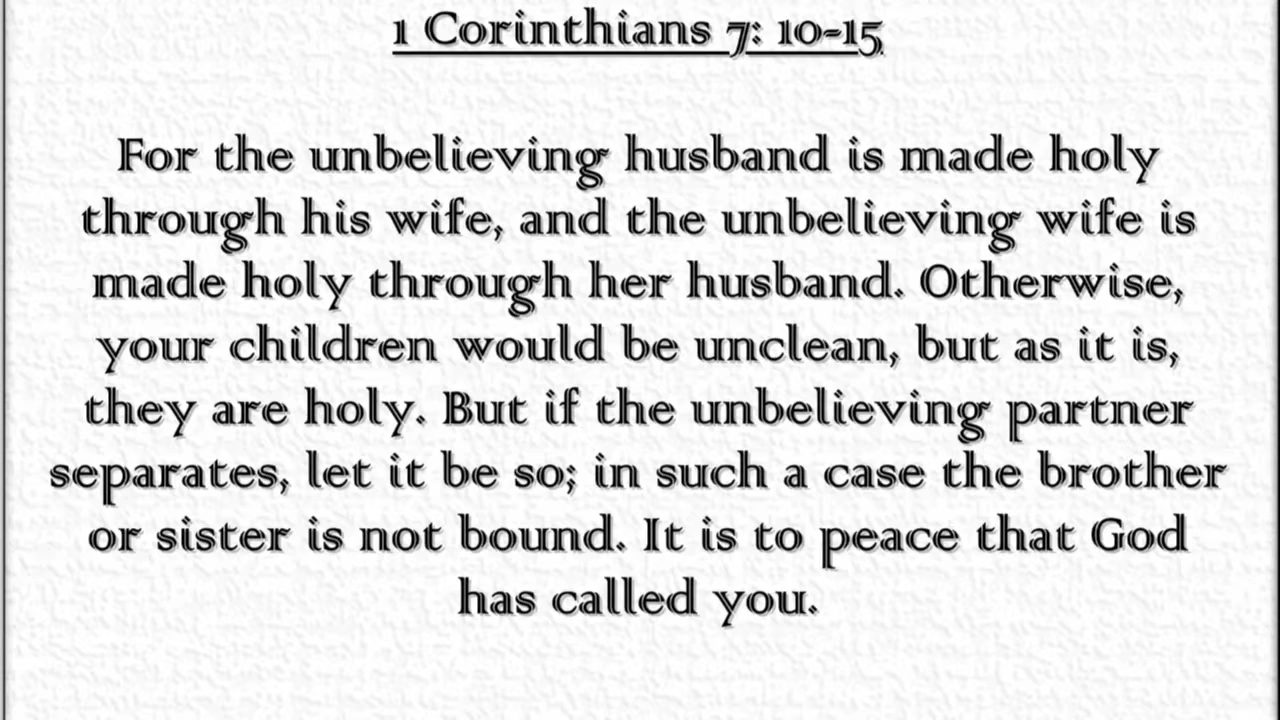 1 Corinthians 7: 10-15
For the unbelieving husband is made holy
through his wife, and the unbelieving wife is
made holy through her husband. Otherwise,
your children would be unclean, but as it is,
they are holy. But if the unbelieving partner
separates, let it be so; in such a case the brother
or sister is not bound. It is to peace that God
has called you.